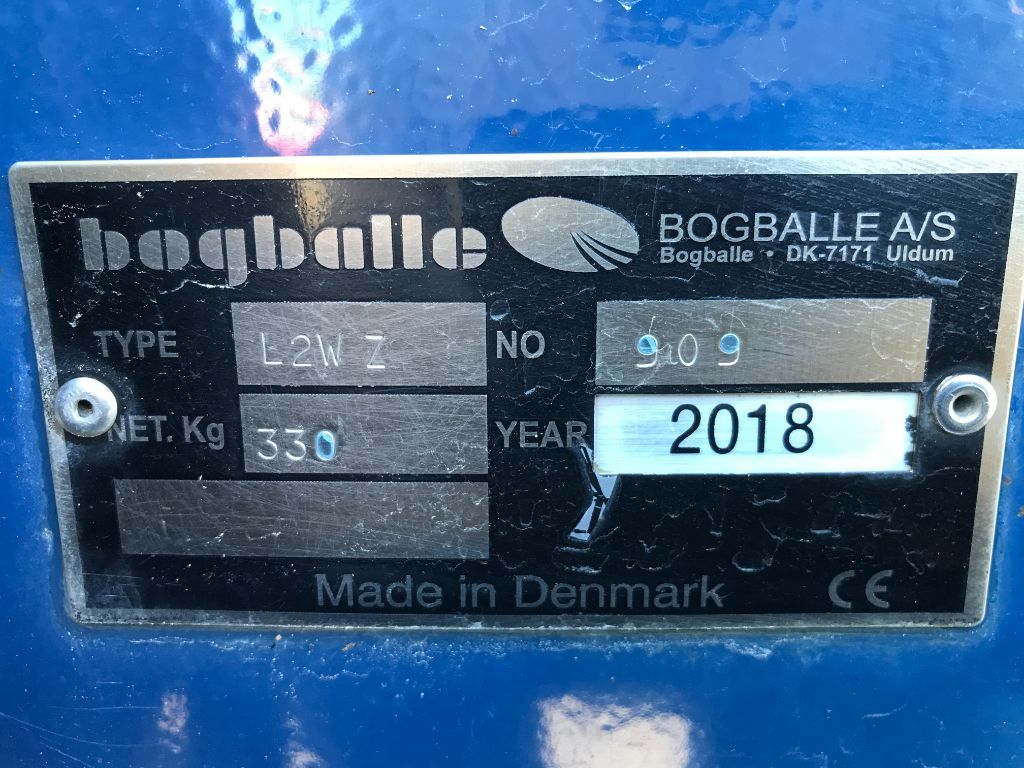 bogballe
BOGBALLE A/S
Bogballe • DK-7171 Uldum
TYPE L2W Z NO 909
NET. Kg 330 YEAR 2018
Made in Denmark CE